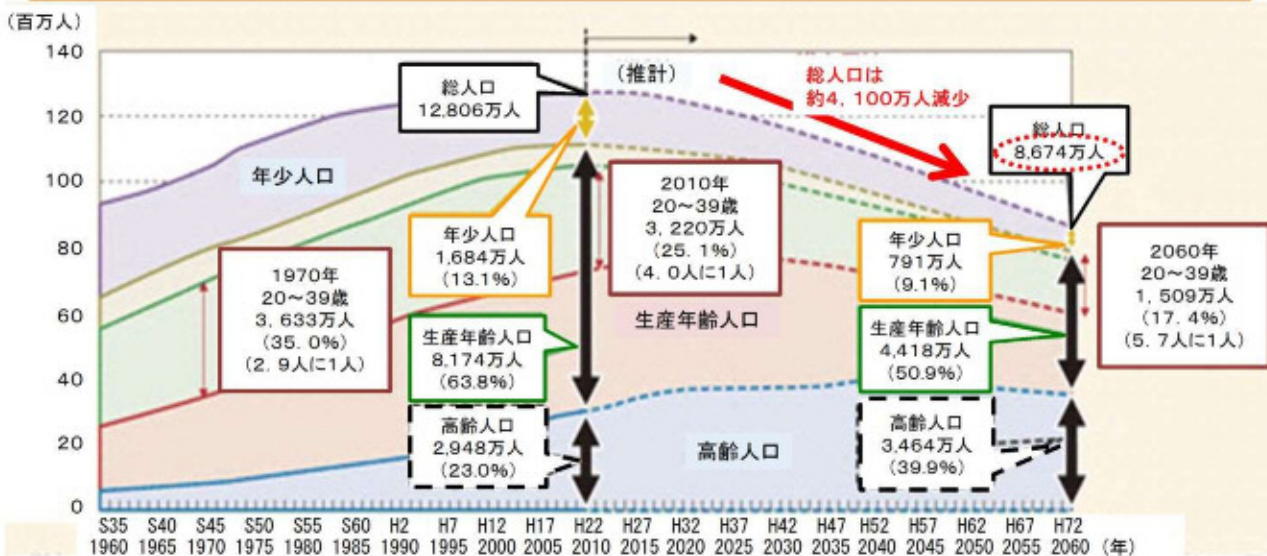 (百万人)
140
120
100
80
60
40
20
0
(推計)
総人口は
約4,100万人減少
総人口
12,806万人
総人口
8,674万人
年少人口
年少人口
1,684万人
(13.1%)
2010年
20~39歳
3,220万人
(25.1%)
(4.0人に1人)
年少人口
791万人
(9.1%)
2060年
20~39歳
1,509万人
(17.4%)
(5.7人に1人)
1970年
20~39歳
3,633万人
(35.0%)
(2.9人に1人)
生産年齢人口
生産年齢人口
8,174万人
(63.8%)
生産年齢人口
4,418万人
(50.9%)
高齢人口
2,948万人
(23.0%)
高齢人口
高齢人口
3,464万人
(39.9%)
S35 S40 S45 S50 S55 S60 H2 H7 H12 H17 H22 H27 H32 H37 H42 H47 H52 H57 H62 H67 H72
1960 1965 1970 1975 1980 1985 1990 1995 2000 2005 2010 2015 2020 2025 2030 2035 2040 2045 2050 2055 2060 (年)